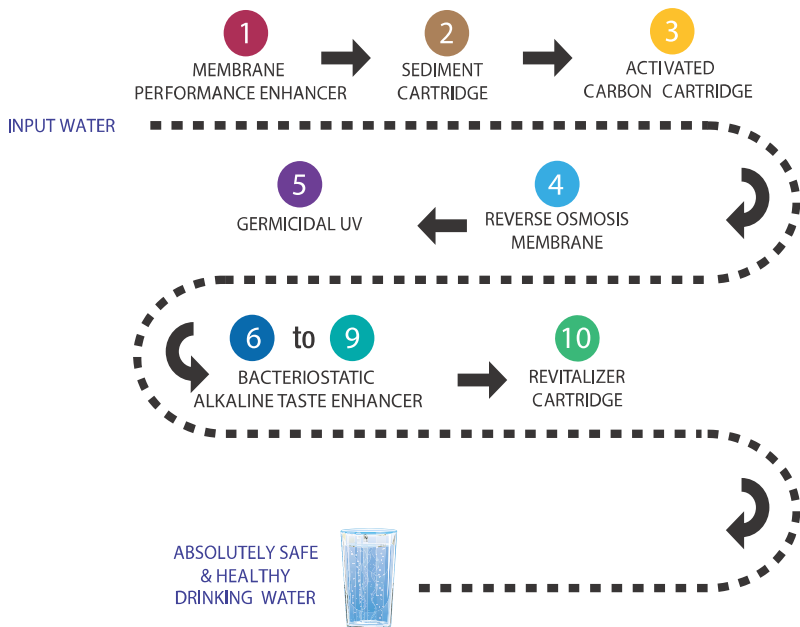 1
2
3
MEMBRANE
PERFORMANCE ENHANCER
SEDIMENT
CARTRIDGE
ACTIVATED
CARBON CARTRIDGE
INPUT WATER
4
REVERSE OSMOSIS
MEMBRANE
5
GERMICIDAL UV
6 to 9
BACTERIOSTATIC
ALKALINE TASTE ENHANCER
10
REVITALIZER
CARTRIDGE
ABSOLUTELY SAFE
& HEALTHY
DRINKING WATER